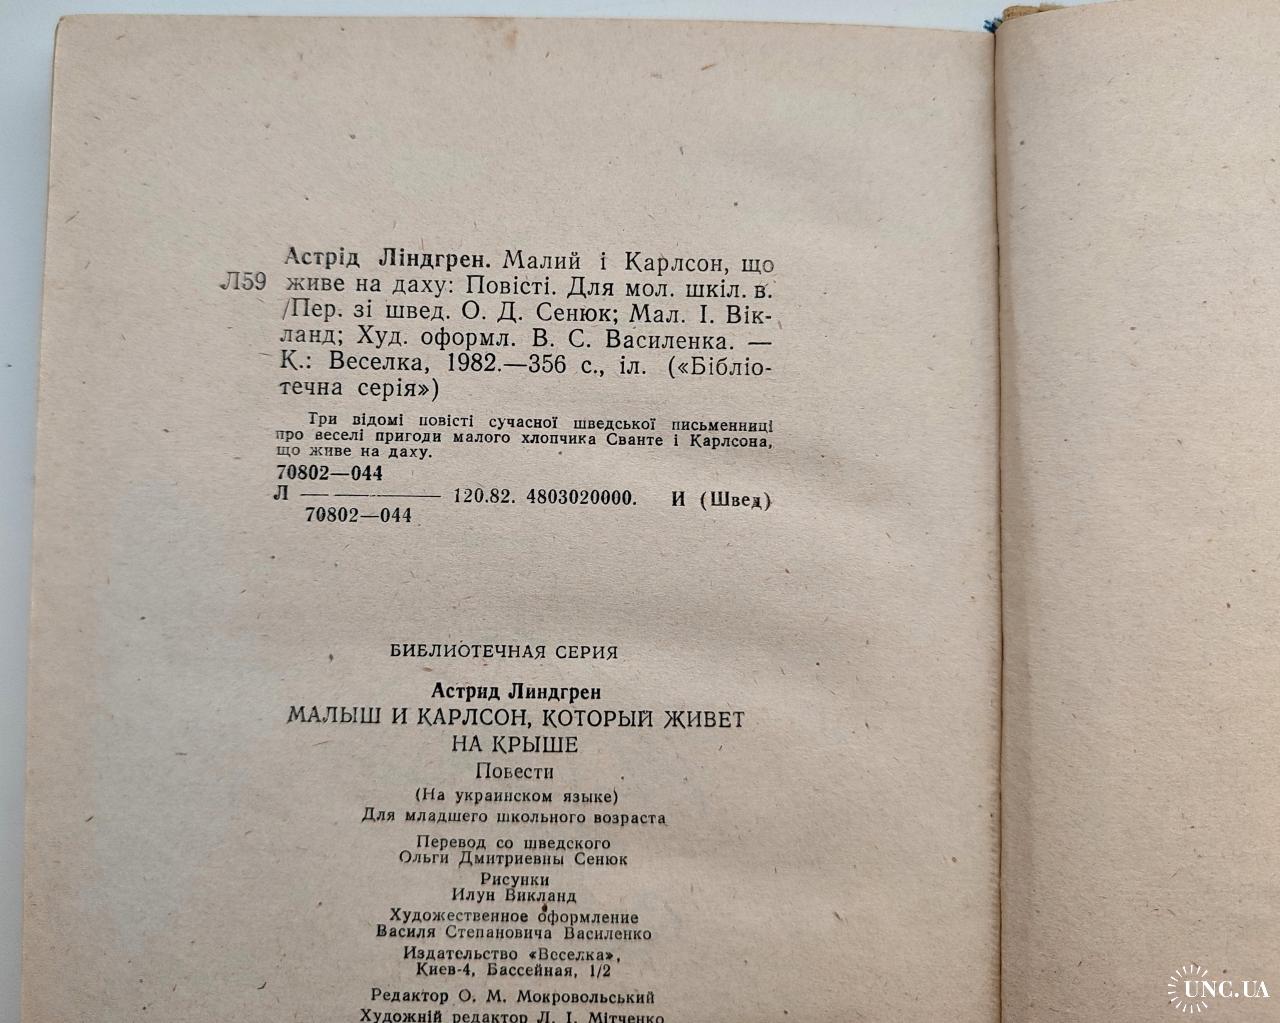 Астрід Ліндгрен. Малий і Карлсон, що
Л59 живе на даху: Повісті. Для мол. шкіл. в.
/Пер. зі швед. О. Д. Сенюк; Мал. І. Вік-
ланд; Худ. оформл. В. С. Василенка. —
К.: Веселка, 1982.—356 с., іл. («Бібліо-
течна серія»)
Три відомі повісті сучасної шведської письменниці
про веселі пригоди малого хлопчика Сванте і Карлсона,
що живе на даху.
70802—044
Л — ——— 120.82. 4803020000. И (Швед)
70802—044
БИБЛИОТЕЧНАЯ СЕРИЯ
Астрид Линдгрен
МАЛЫШ И КАРЛСОН, КОТОРЫЙ ЖИВЕТ
НА КРЫШЕ
Повести
(На украинском языке)
Для младшего школьного возраста
Перевод со шведского
Ольги Дмитриевны Сенюк
Рисунки
Илун Викланд
Художественное оформление
Василя Степановича Василенко
Издательство «Веселка»,
Киев-4, Бассейная, 1/2
Редактор О. М. Мокровольський
Художній редактор Л. І. Мітченко
UNC.UA